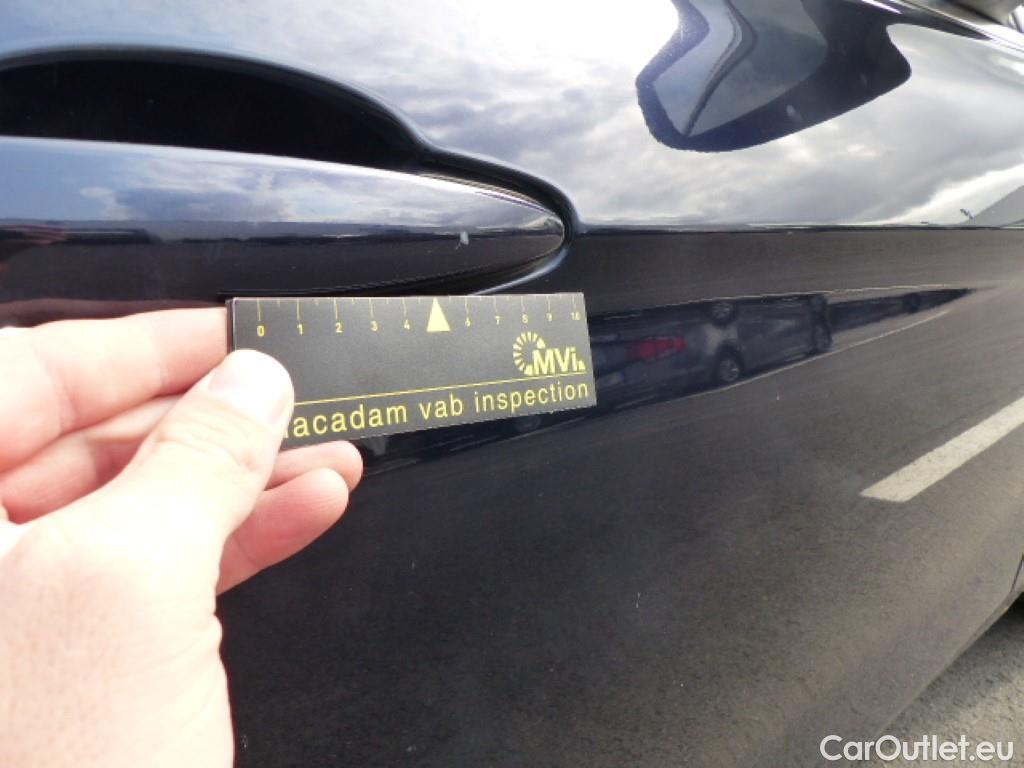 0 1 2 3 4 6 7 8 9 10
MVi
acadam vab inspection
CarOutlet.eu